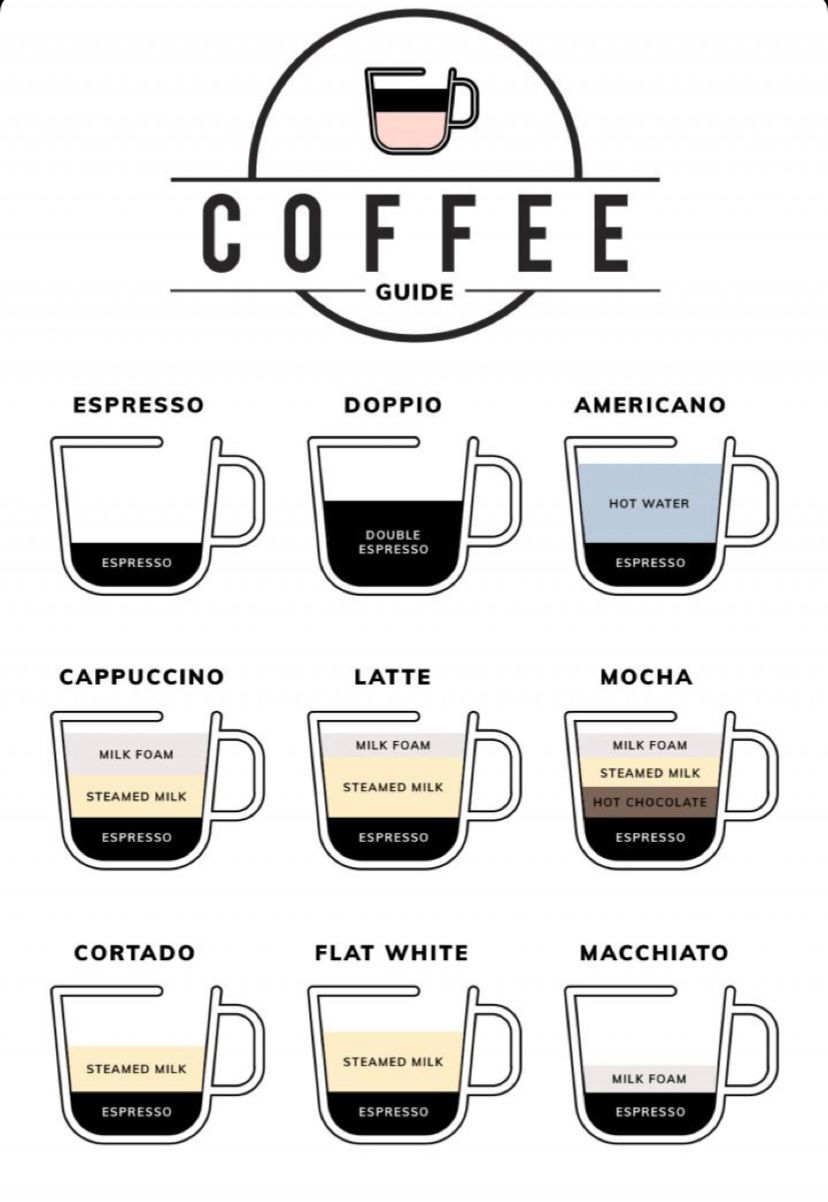 COFFEE
GUIDE
ESPRESSO
DOPPIO
AMERICANO
ESPRESSO
DOUBLE
ESPRESSO
HOT WATER
ESPRESSO
CAPPUCCINO
LATTE
MOCHA
MILK FOAM
STEAMED MILK
ESPRESSO
MILK FOAM
STEAMED MILK
ESPRESSO
MILK FOAM
STEAMED MILK
HOT CHOCOLATE
ESPRESSO
CORTADO
FLAT WHITE
MACCHIATO
STEAMED MILK
ESPRESSO
STEAMED MILK
ESPRESSO
MILK FOAM
ESPRESSO